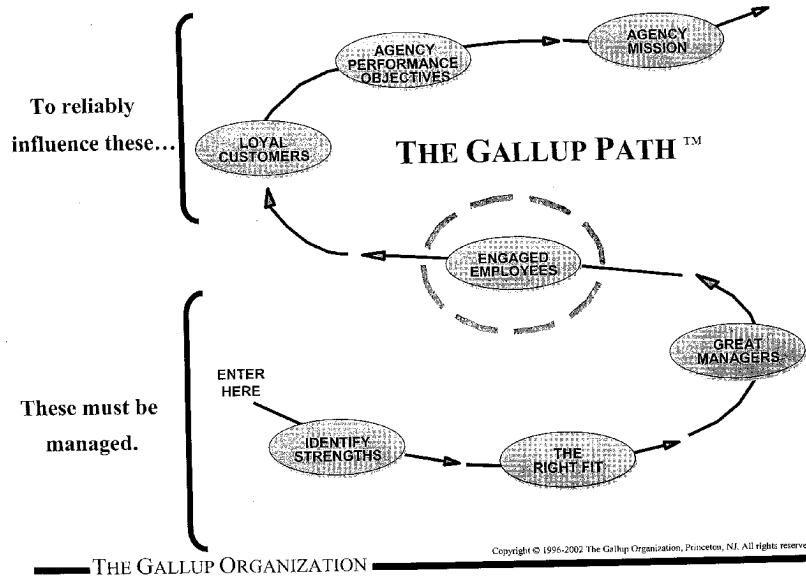 AGENCY
PERFORMANCE
OBJECTIVES
AGENCY
MISSION
To reliably
influence these…
LOYAL
CUSTOMERS
THE GALLUP PATH ™
ENGAGED
EMPLOYEES
GREAT
MANAGERS
ENTER
HERE
These must be
managed.
IDENTIFY
STRENGTHS
THE
RIGHT FIT
Copyright © 1996-2002 The Gallup Organization, Princeton, NJ. All rights reserve
THE GALLUP ORGANIZATION